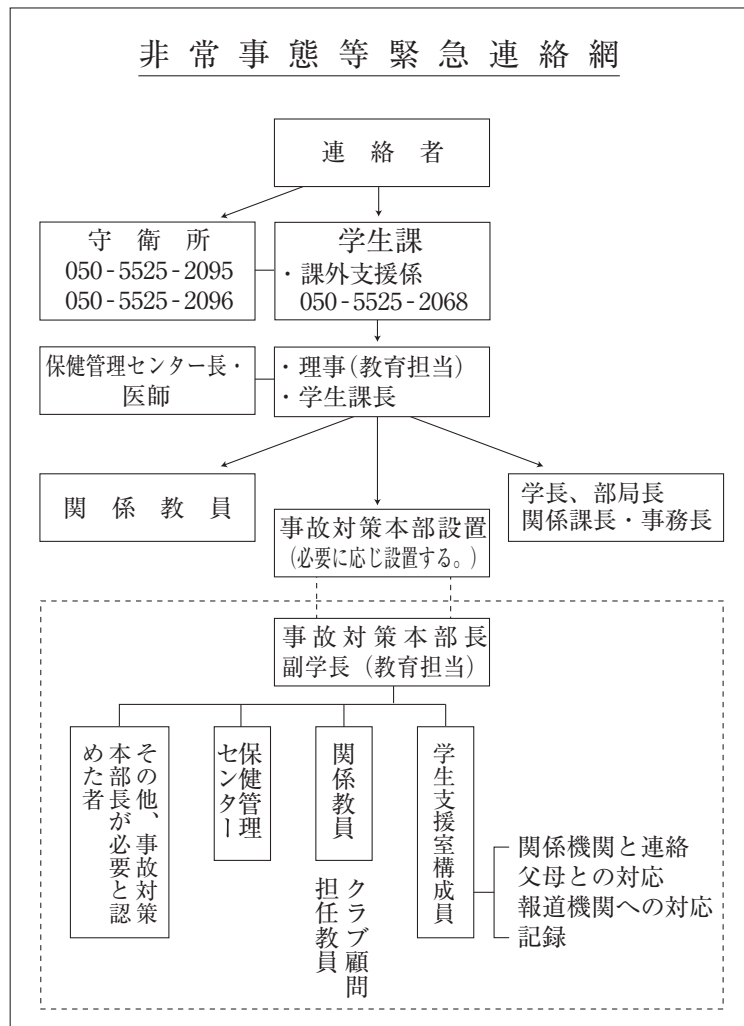 非常事態等緊急連絡網
連絡者
守衛所
050-5525-2095
050-5525-2096
学生課
・課外支援係
050-5525-2068
保健管理センター長・
医師
・理事(教育担当)
・学生課長
関係教員
学長、部局長
関係課長・事務長
事故対策本部設置
(必要に応じ設置する。)
事故対策本部長
副学長(教育担当)
その他、事故対策
本部長が必要と認
めた者
保健管理
センター
関係教員
クラブ顧問
担任教員
学生支援室構成員
関係機関と連絡
父母との対応
報道機関への対応
記録